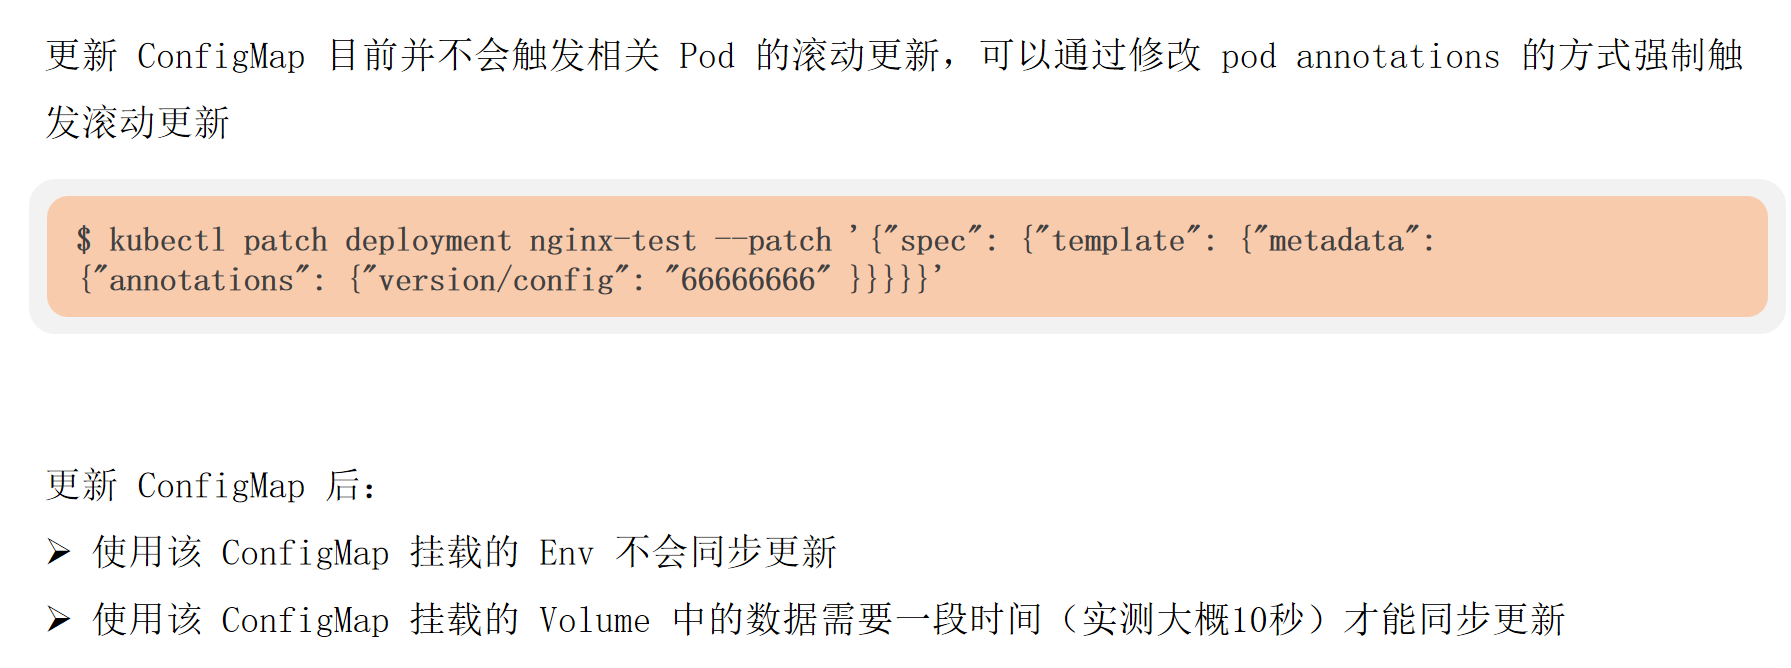 更新 ConfigMap 目前并不会触发相关 Pod 的滚动更新，可以通过修改 pod annotations 的方式强制触
发滚动更新
$ kubectl patch deployment nginx-test --patch '{"spec": {"template": {"metadata":
{"annotations": {"version/config": "66666666" }}}}}'
更新 ConfigMap 后：
➢ 使用该 ConfigMap 挂载的 Env 不会同步更新
➢ 使用该 ConfigMap 挂载的 Volume 中的数据需要一段时间（实测大概10秒）才能同步更新